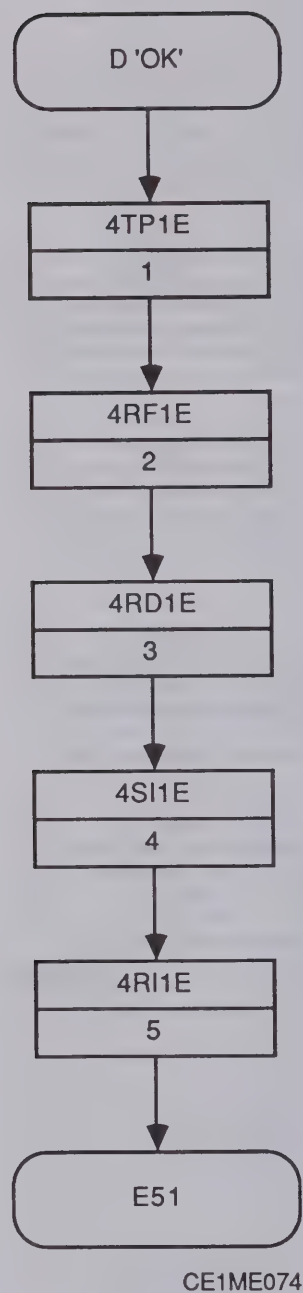 D 'OK'
4TP1E
1
4RF1E
2
4RD1E
3
4SI1E
4
4RI1E
5
E51
CE1ME074